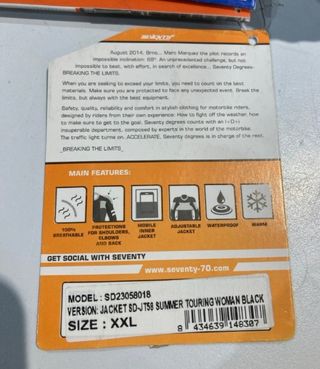 SEVENTY°
August 2014, Brno... Marc Marquez the pilot records an
impossible inclination: 68º. An unprecedented challenge, but not
impossible to beat, with effort, in search of excellence... Seventy Degrees-
BREAKING THE LIMITS.
When you are seeking to exceed your limits, you need to count on the best
materials. Make sure you are protected to face any unexpected event. Break the
limits, but always with the best equipment.
Safety, quality, reliability and comfort in stylish clothing for motorbike riders,
designed by riders from their own experience. How to fight off the weather, how
to make sure to get to the goal. Seventy degrees counts with an I+D+i
insuperable department, composed by experts in the world of the motorbike.
The traffic light turns on. ACCELERATE. Seventy degrees is in charge of the rest.
_BREAKING THE LIMITS_
MAIN FEATURES:
100%
BREATHABLE
PROTECTIONS
FOR SHOULDERS,
ELBOWS
AND BACK
MOBILE
INNER
JACKET
ADJUSTABLE
JACKET
WATERPROOF
WARM
GET SOCIAL WITH SEVENTY
www.seventy-70.com
MODEL : SD23058018
VERSION: JACKET SD-JT59 SUMMER TOURING WOMAN BLACK
SIZE : XXL
8 434639 148307